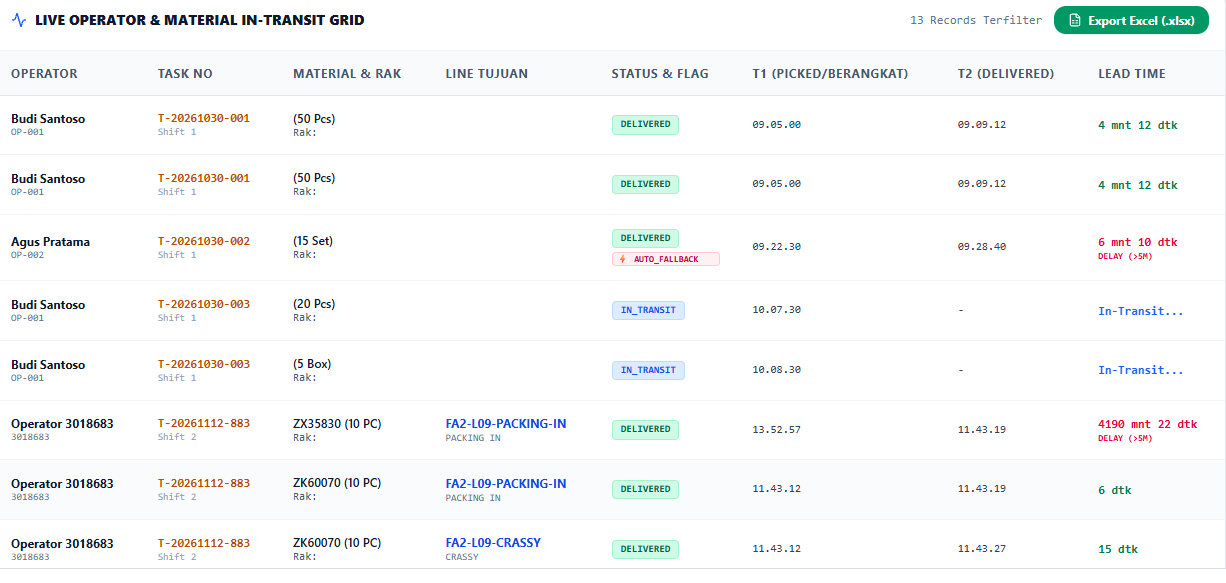 LIVE OPERATOR & MATERIAL IN-TRANSIT GRID
13 Records Terfilter
Export Excel (.xlsx)
OPERATOR TASK NO MATERIAL & RAK LINE TUJUAN STATUS & FLAG T1 (PICKED/BERANGKAT) T2 (DELIVERED) LEAD TIME
Budi Santoso T-20261030-001 (50 Pcs) DELIVERED 09.05.00 09.09.12 4 mnt 12 dtk
OP-001 Shift 1 Rak:
Budi Santoso T-20261030-001 (50 Pcs) DELIVERED 09.05.00 09.09.12 4 mnt 12 dtk
OP-001 Shift 1 Rak:
Agus Pratama T-20261030-002 (15 Set) DELIVERED 09.22.30 09.28.40 6 mnt 10 dtk
OP-002 Shift 1 Rak: AUTO_FALLBACK DELAY (>5M)
Budi Santoso T-20261030-003 (20 Pcs) IN_TRANSIT 10.07.30 - In-Transit...
OP-001 Shift 1 Rak:
Budi Santoso T-20261030-003 (5 Box) IN_TRANSIT 10.08.30 - In-Transit...
OP-001 Shift 1 Rak:
Operator 3018683 T-20261112-883 ZX35830 (10 PC) FA2-L09-PACKING-IN DELIVERED 13.52.57 11.43.19 4190 mnt 22 dtk
3018683 Shift 2 Rak: PACKING IN DELAY (>5M)
Operator 3018683 T-20261112-883 ZK60070 (10 PC) FA2-L09-PACKING-IN DELIVERED 11.43.12 11.43.19 6 dtk
3018683 Shift 2 Rak: PACKING IN
Operator 3018683 T-20261112-883 ZK60070 (10 PC) FA2-L09-CRASSY DELIVERED 11.43.12 11.43.27 15 dtk
3018683 Shift 2 Rak: CRASSY